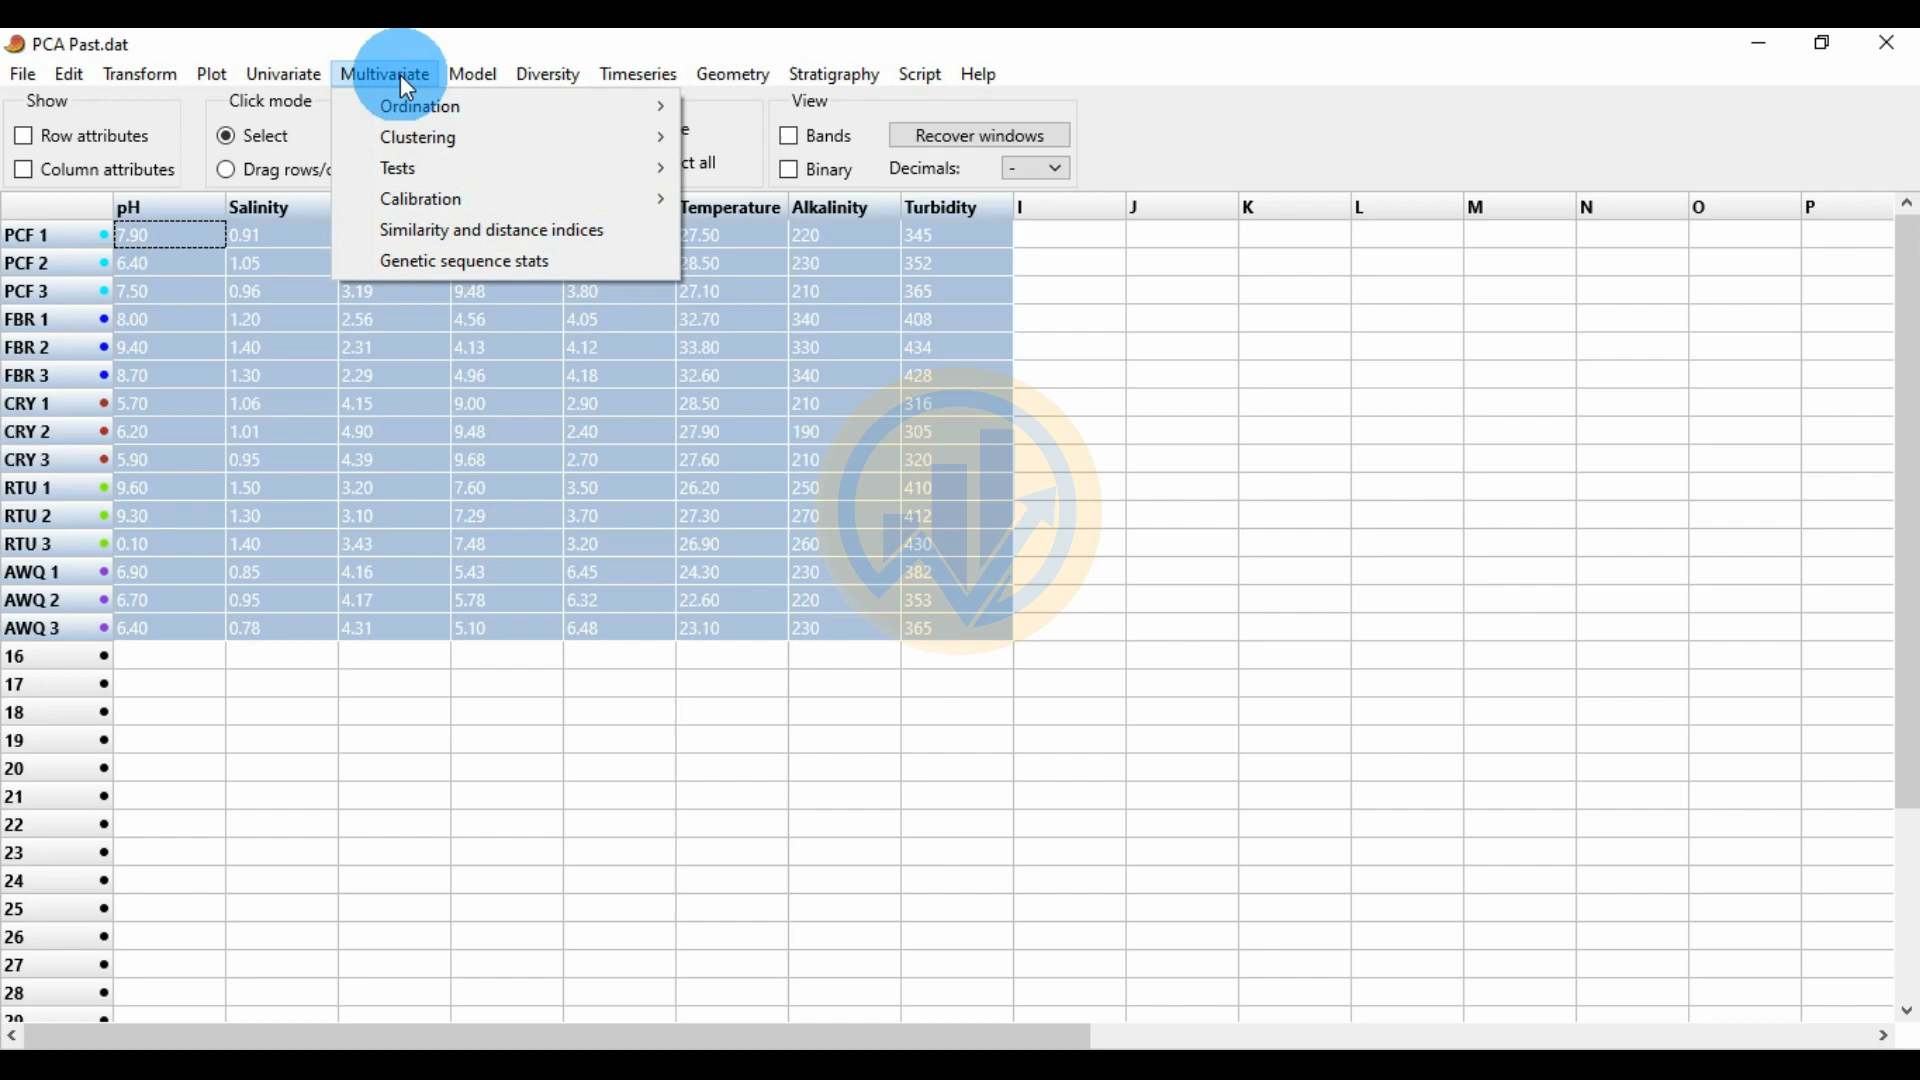 PCA Past.dat
File Edit Transform Plot Univariate Multivariate Model Diversity Timeseries Geometry Stratigraphy Script Help
Show Click mode View
Row attributes Select Bands Recover windows
Column attributes Drag rows/ Binary Decimals: -
Ordination
Clustering
Tests
Calibration
Similarity and distance indices
Genetic sequence stats
ct all
pH Salinity Temperature Alkalinity Turbidity I J K L M N O P
PCF 1 7.90 0.91 27.50 220 345
PCF 2 6.40 1.05 28.50 230 352
PCF 3 7.50 0.96 3.19 9.48 3.80 27.10 210 365
FBR 1 8.00 1.20 2.56 4.56 4.05 32.70 340 408
FBR 2 9.40 1.40 2.31 4.13 4.12 33.80 330 434
FBR 3 8.70 1.30 2.29 4.96 4.18 32.60 340 428
CRY 1 5.70 1.06 4.15 9.00 2.90 28.50 210 316
CRY 2 6.20 1.01 4.90 9.48 2.40 27.90 190 305
CRY 3 5.90 0.95 4.39 9.68 2.70 27.60 210 320
RTU 1 9.60 1.50 3.20 7.60 3.50 26.20 250 410
RTU 2 9.30 1.30 3.10 7.29 3.70 27.30 270 412
RTU 3 0.10 1.40 3.43 7.48 3.20 26.90 260 430
AWQ 1 6.90 0.85 4.16 5.43 6.45 24.30 230 382
AWQ 2 6.70 0.95 4.17 5.78 6.32 22.60 220 353
AWQ 3 6.40 0.78 4.31 5.10 6.48 23.10 230 365
16
17
18
19
20
21
22
23
24
25
26
27
28
29